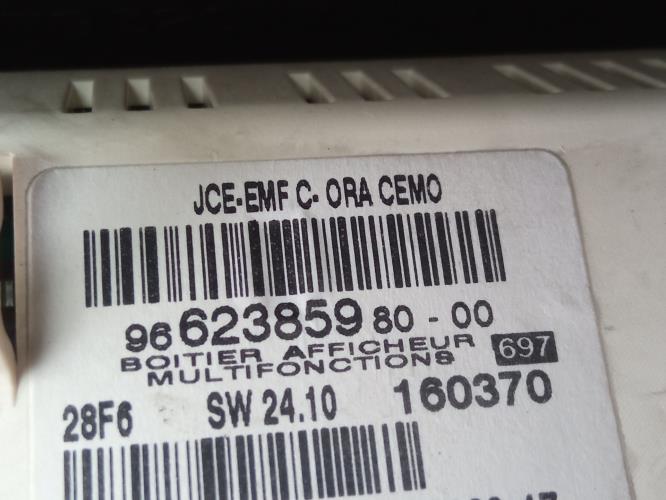 JCE-EMF C- ORA CEMO
96 623859 80 - 00
BOITIER AFFICHEUR
MULTIFONCTIONS 697
28F6 SW 24.10 160370